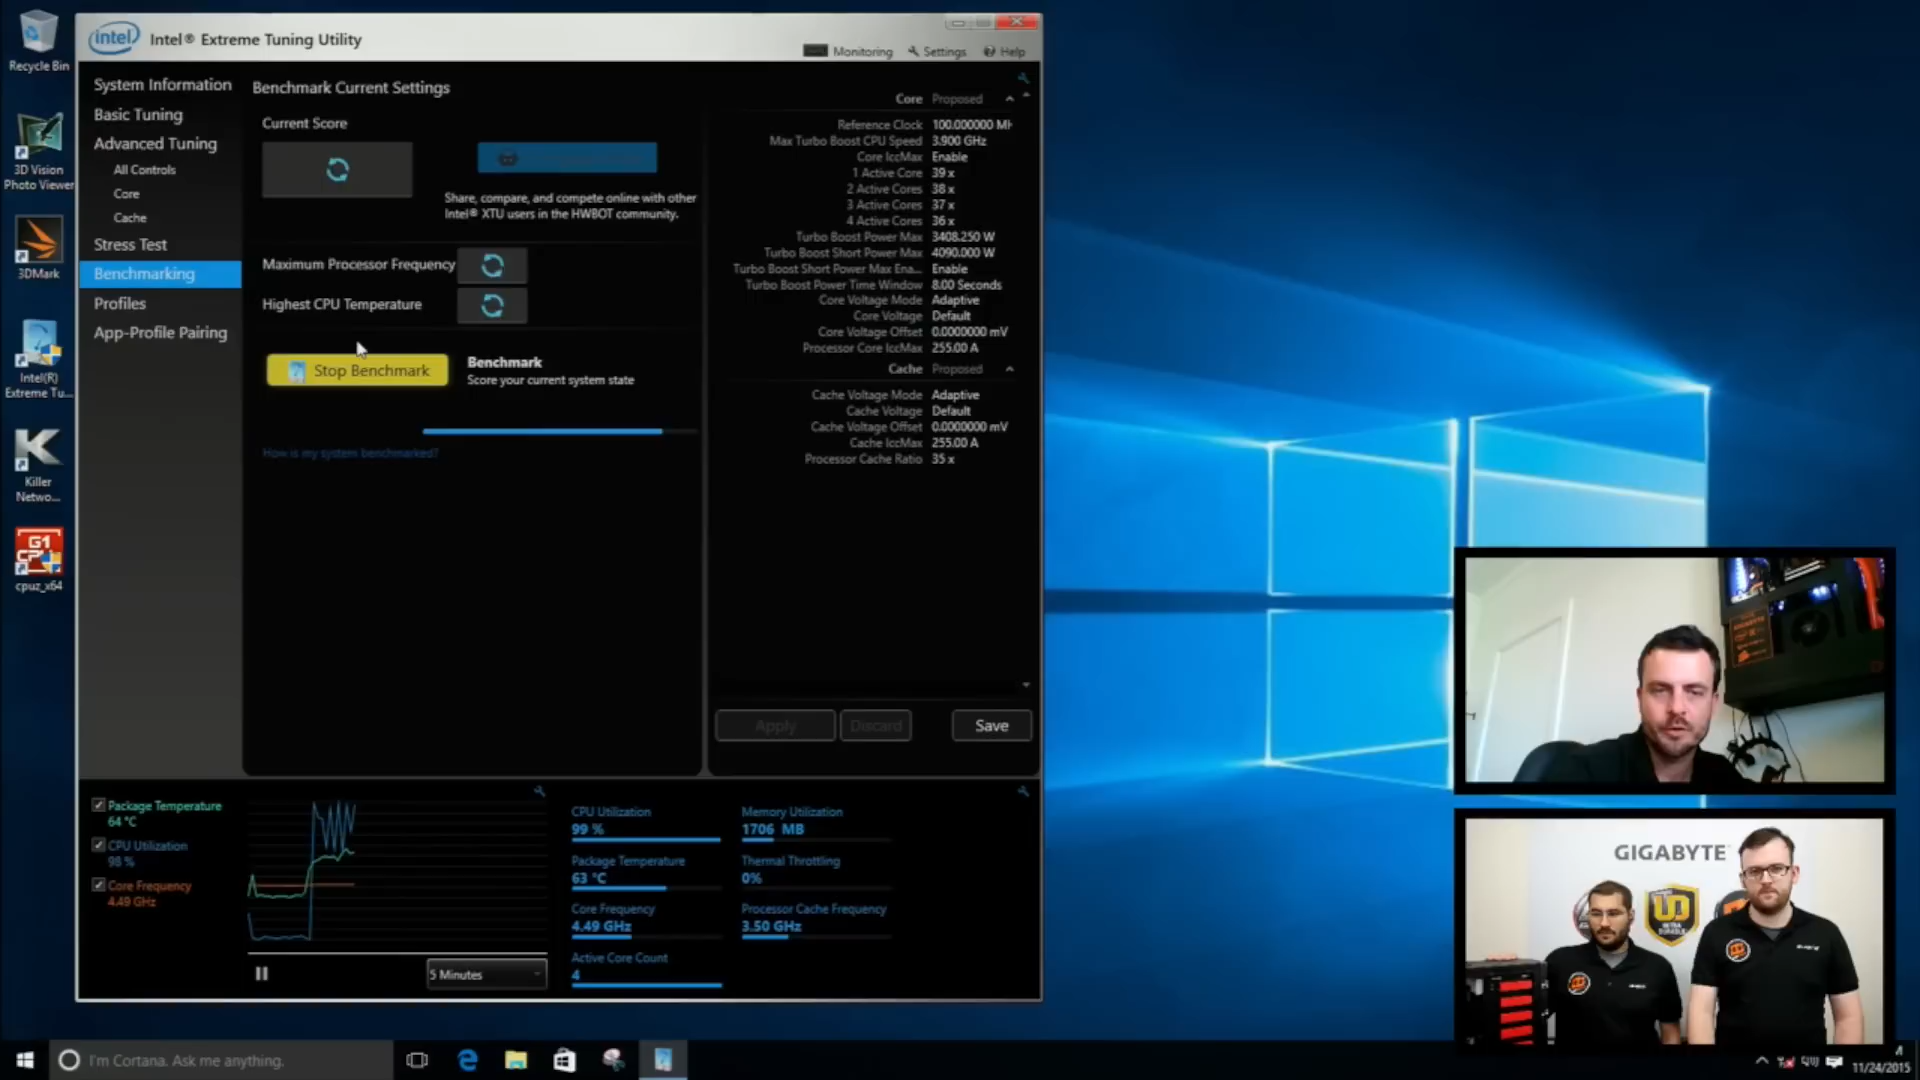 Recycle Bin
3D Vision
Photo Viewer
3DMark
Intel(R)
Extreme Tu...
Killer
Netwo...
G1
CPU
cpuz_x64
intel
Intel® Extreme Tuning Utility
Monitoring
Settings
Help
System Information
Basic Tuning
Advanced Tuning
All Controls
Core
Cache
Stress Test
Benchmarking
Profiles
App-Profile Pairing
Benchmark Current Settings
Current Score
Share, compare, and compete online with other
Intel® XTU users in the HWBOT community.
Maximum Processor Frequency
Highest CPU Temperature
Stop Benchmark
Benchmark
Score your current system state
How is my system benchmarked?
Core Proposed
Reference Clock 100.000000 MH
Max Turbo Boost CPU Speed 3.900 GHz
Core IccMax Enable
1 Active Core 39 x
2 Active Cores 38 x
3 Active Cores 37 x
4 Active Cores 36 x
Turbo Boost Power Max 3408.250 W
Turbo Boost Short Power Max 4090.000 W
Turbo Boost Short Power Max Ena... Enable
Turbo Boost Power Time Window 8.00 Seconds
Core Voltage Mode Adaptive
Core Voltage Default
Core Voltage Offset 0.0000000 mV
Processor Core IccMax 255.00 A
Cache Proposed
Cache Voltage Mode Adaptive
Cache Voltage Default
Cache Voltage Offset 0.0000000 mV
Cache IccMax 255.00 A
Processor Cache Ratio 35 x
Apply
Discard
Save
Package Temperature
64 °C
CPU Utilization
98 %
Core Frequency
4.49 GHz
5 Minutes
CPU Utilization
99 %
Package Temperature
63 °C
Core Frequency
4.49 GHz
Active Core Count
4
Memory Utilization
1706 MB
Thermal Throttling
0%
Processor Cache Frequency
3.50 GHz
GIGABYTE
GIGABYTE
UD
ULTRA
DURABLE
I'm Cortana. Ask me anything.
11/24/2015